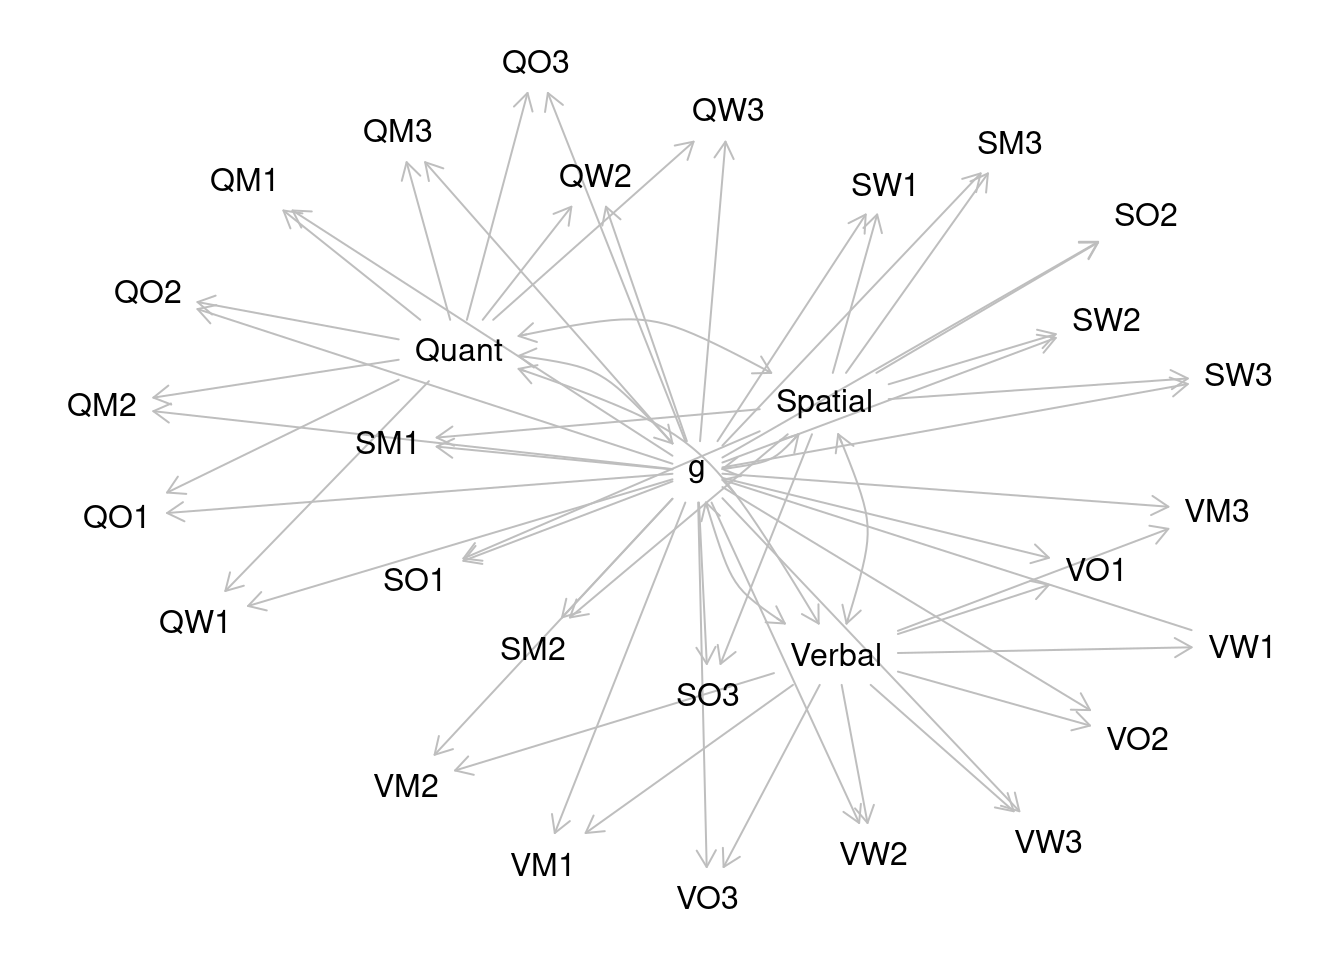 QO3
QW3
QM3
SM3
QM1
QW2
SW1
SO2
QO2
SW2
Quant
SW3
QM2
Spatial
SM1
g
QO1
VM3
SO1
VO1
QW1
SM2
Verbal
VW1
SO3
VO2
VM2
VW3
VM1
VW2
VO3